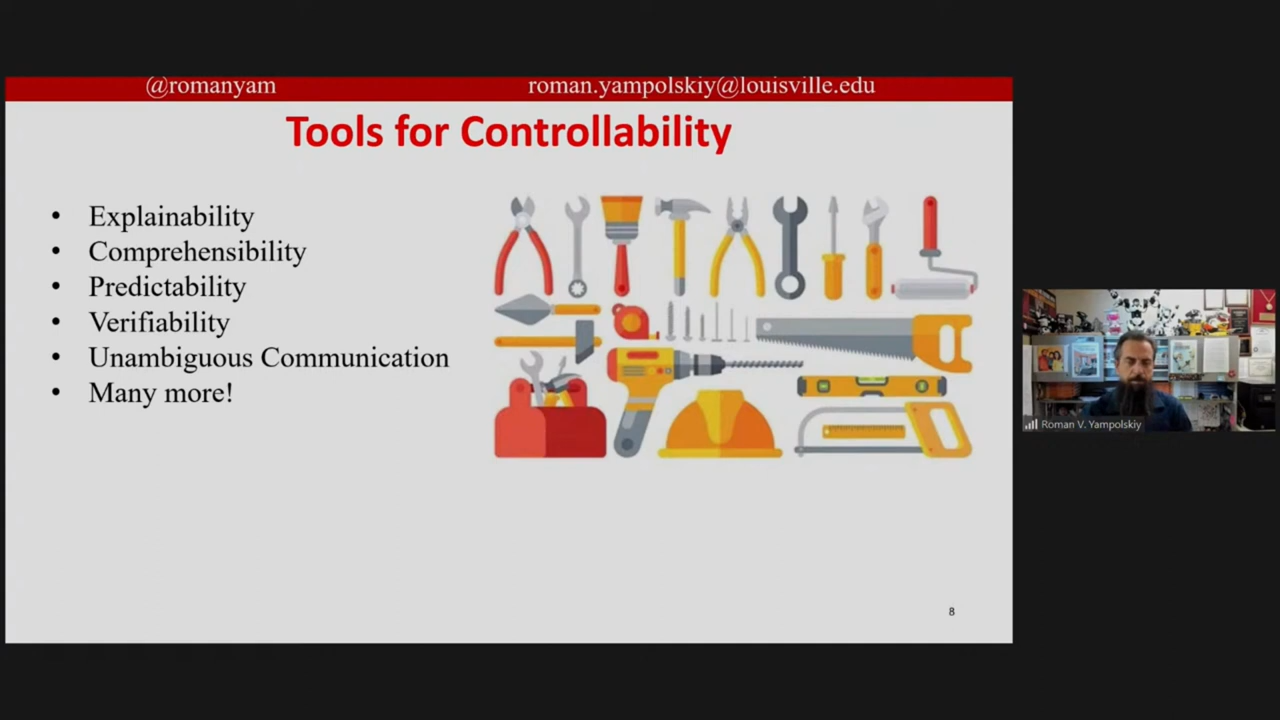 @romanyam roman.yampolskiy@louisville.edu
Tools for Controllability
• Explainability
• Comprehensibility
• Predictability
• Verifiability
• Unambiguous Communication
• Many more!
8
Roman V. Yampolskiy